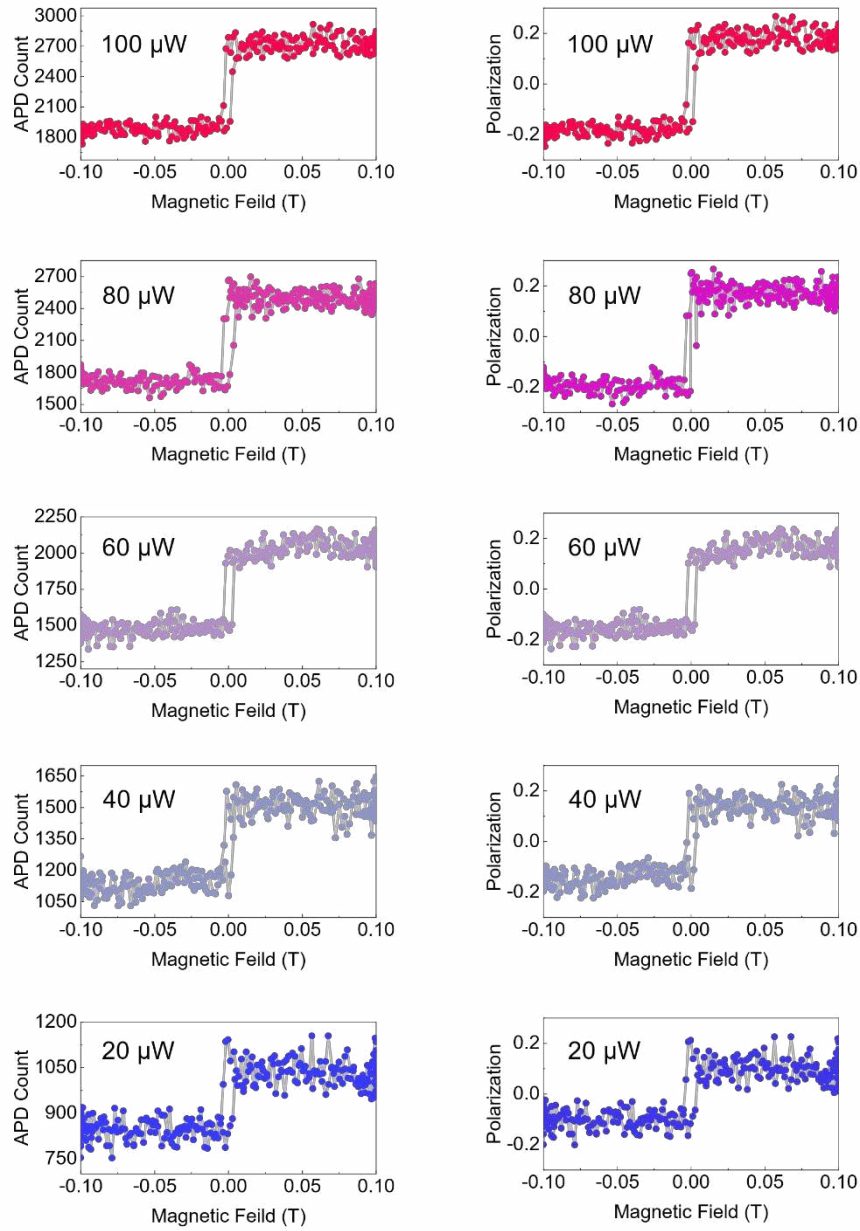 100 µW
APD Count
3000
2700
2400
2100
1800
-0.10 -0.05 0.00 0.05 0.10
Magnetic Feild (T)
100 µW
Polarization
0.2
0.0
-0.2
-0.10 -0.05 0.00 0.05 0.10
Magnetic Field (T)
80 µW
APD Count
2700
2400
2100
1800
1500
-0.10 -0.05 0.00 0.05 0.10
Magnetic Feild (T)
80 µW
Polarization
0.2
0.0
-0.2
-0.10 -0.05 0.00 0.05 0.10
Magnetic Field (T)
60 µW
APD Count
2250
2000
1750
1500
1250
-0.10 -0.05 0.00 0.05 0.10
Magnetic Feild (T)
60 µW
Polarization
0.2
0.0
-0.2
-0.10 -0.05 0.00 0.05 0.10
Magnetic Field (T)
40 µW
APD Count
1650
1500
1350
1200
1050
-0.10 -0.05 0.00 0.05 0.10
Magnetic Feild (T)
40 µW
Polarization
0.2
0.0
-0.2
-0.10 -0.05 0.00 0.05 0.10
Magnetic Field (T)
20 µW
APD Count
1200
1050
900
750
-0.10 -0.05 0.00 0.05 0.10
Magnetic Feild (T)
20 µW
Polarization
0.2
0.0
-0.2
-0.10 -0.05 0.00 0.05 0.10
Magnetic Field (T)